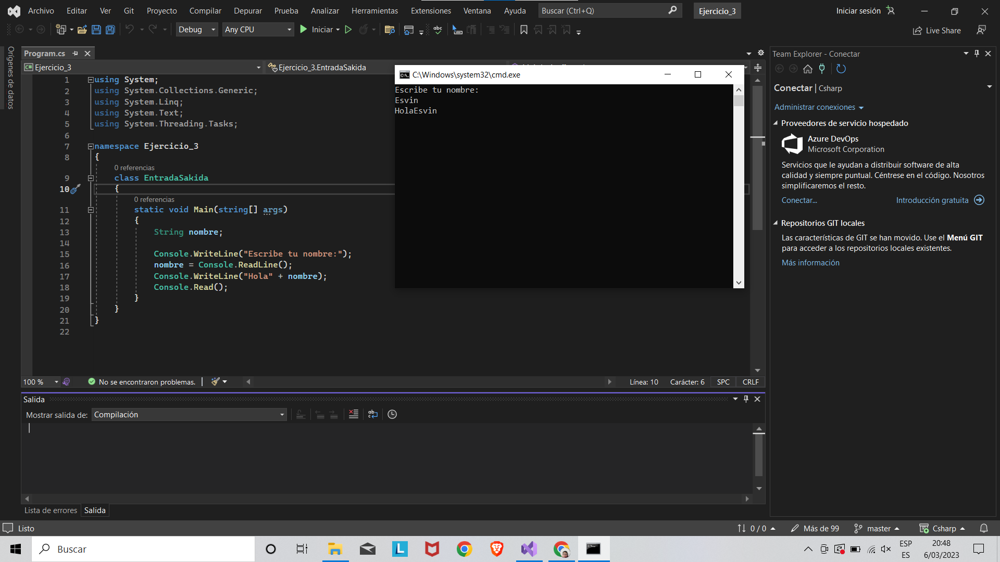 Archivo Editar Ver Git Proyecto Compilar Depurar Prueba Analizar Herramientas Extensiones Ventana Ayuda Buscar (Ctrl+Q) Ejercicio_3 Iniciar sesión
Debug Any CPU Iniciar Live Share
Orígenes de datos
Program.cs
Ejercicio_3 Ejercicio_3.EntradaSakida
1 using System;
2 using System.Collections.Generic;
3 using System.Linq;
4 using System.Text;
5 using System.Threading.Tasks;
6
7 namespace Ejercicio_3
8 {
0 referencias
9 class EntradaSakida
10 {
0 referencias
11 static void Main(string[] args)
12 {
13 String nombre;
14
15 Console.WriteLine("Escribe tu nombre:");
16 nombre = Console.ReadLine();
17 Console.WriteLine("Hola" + nombre);
18 Console.Read();
19 }
20 }
21 }
22
C:\Windows\system32\cmd.exe
Escribe tu nombre:
Esvin
HolaEsvin
100 % No se encontraron problemas. Línea: 10 Carácter: 6 SPC CRLF
Salida
Mostrar salida de: Compilación
Lista de errores Salida
Team Explorer - Conectar
Conectar | Csharp
Administrar conexiones
Proveedores de servicio hospedado
Azure DevOps
Microsoft Corporation
Servicios que le ayudan a distribuir software de alta
calidad y siempre puntual. Céntrese en el código. Nosotros
simplificaremos el resto.
Conectar... Introducción gratuita
Repositorios GIT locales
Las características de GIT se han movido. Use el Menú GIT
para acceder a los repositorios locales existentes.
Más información
Listo 0 / 0 Más de 99 master Csharp
Buscar
ESP
ES
20:48
6/03/2023